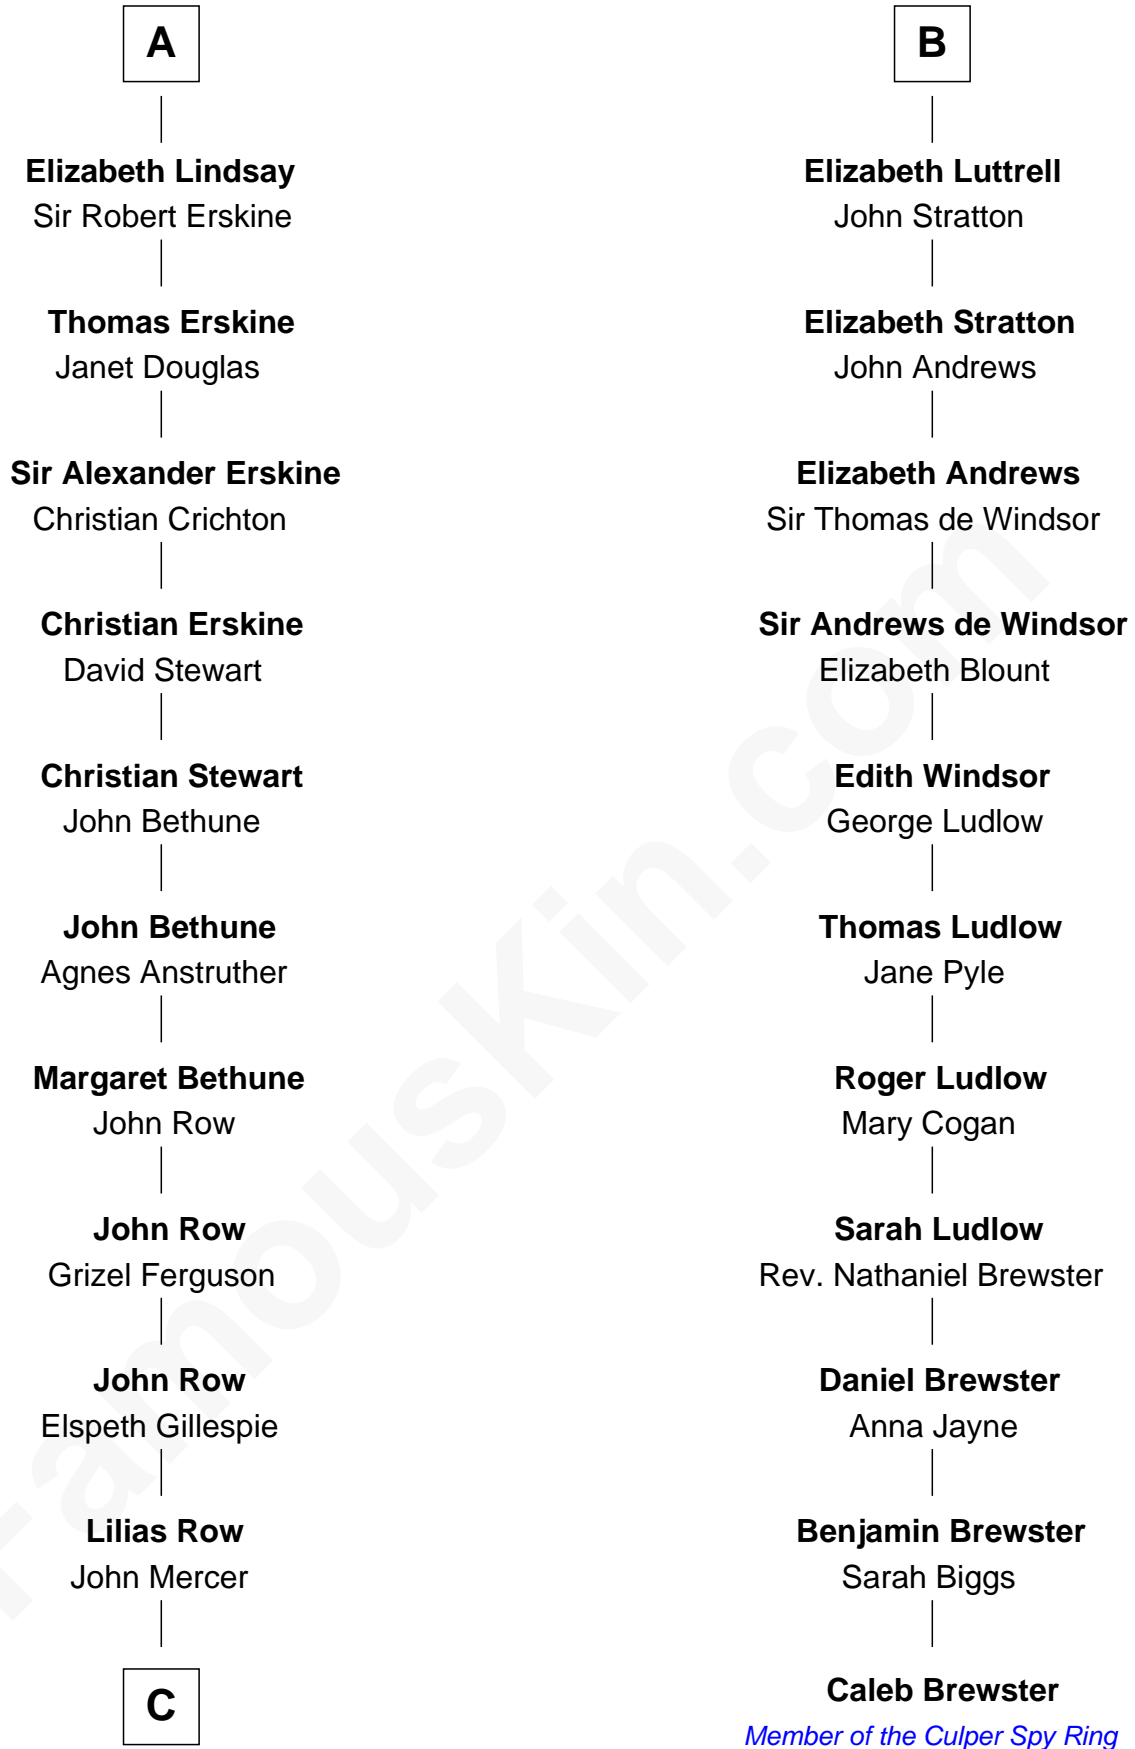 A
Elizabeth Lindsay
Sir Robert Erskine
Thomas Erskine
Janet Douglas
Sir Alexander Erskine
Christian Crichton
Christian Erskine
David Stewart
Christian Stewart
John Bethune
John Bethune
Agnes Anstruther
Margaret Bethune
John Row
John Row
Grizel Ferguson
John Row
Elspeth Gillespie
Lilias Row
John Mercer
C
B
Elizabeth Luttrell
John Stratton
Elizabeth Stratton
John Andrews
Elizabeth Andrews
Sir Thomas de Windsor
Sir Andrews de Windsor
Elizabeth Blount
Edith Windsor
George Ludlow
Thomas Ludlow
Jane Pyle
Roger Ludlow
Mary Cogan
Sarah Ludlow
Rev. Nathaniel Brewster
Daniel Brewster
Anna Jayne
Benjamin Brewster
Sarah Biggs
Caleb Brewster
Member of the Culper Spy Ring
FamousKin.com